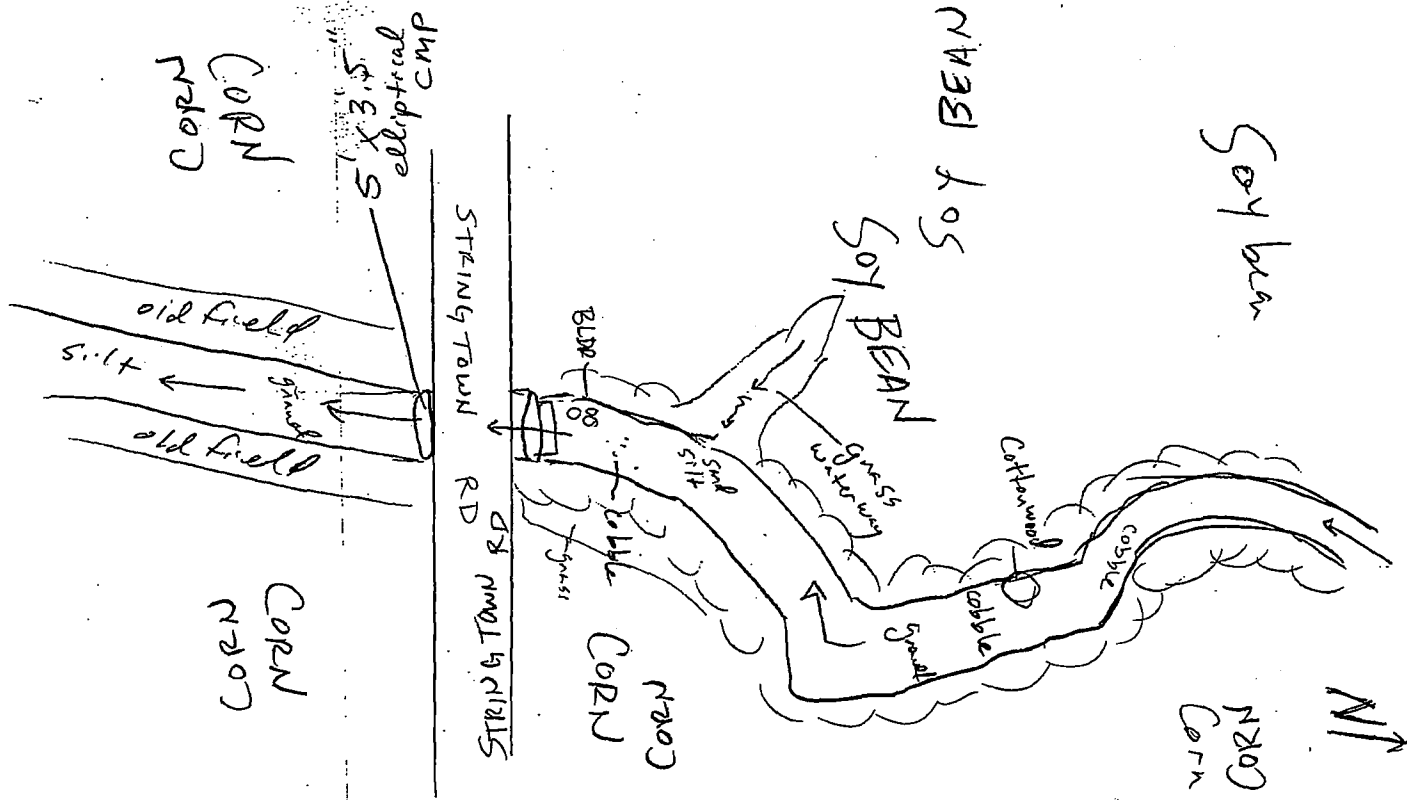 N
CORN
Corn
Soy bean
SOY BEAN
SOY
BEAN
cobble
Cottonwood
cobble
gravel
grass
waterway
sand
silt
BLDR
cobble
grass
CORN
CORN
STRINGTOWN RD
STRINGTOWN RD
5' x 3.5'
elliptical
CMP
CORN
CORN
gravel
silt
old field
old field
CORN
CORN